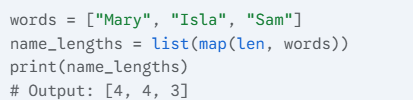 words = ["Mary", "Isla", "Sam"]
name_lengths = list(map(len, words))
print(name_lengths)
# Output: [4, 4, 3]